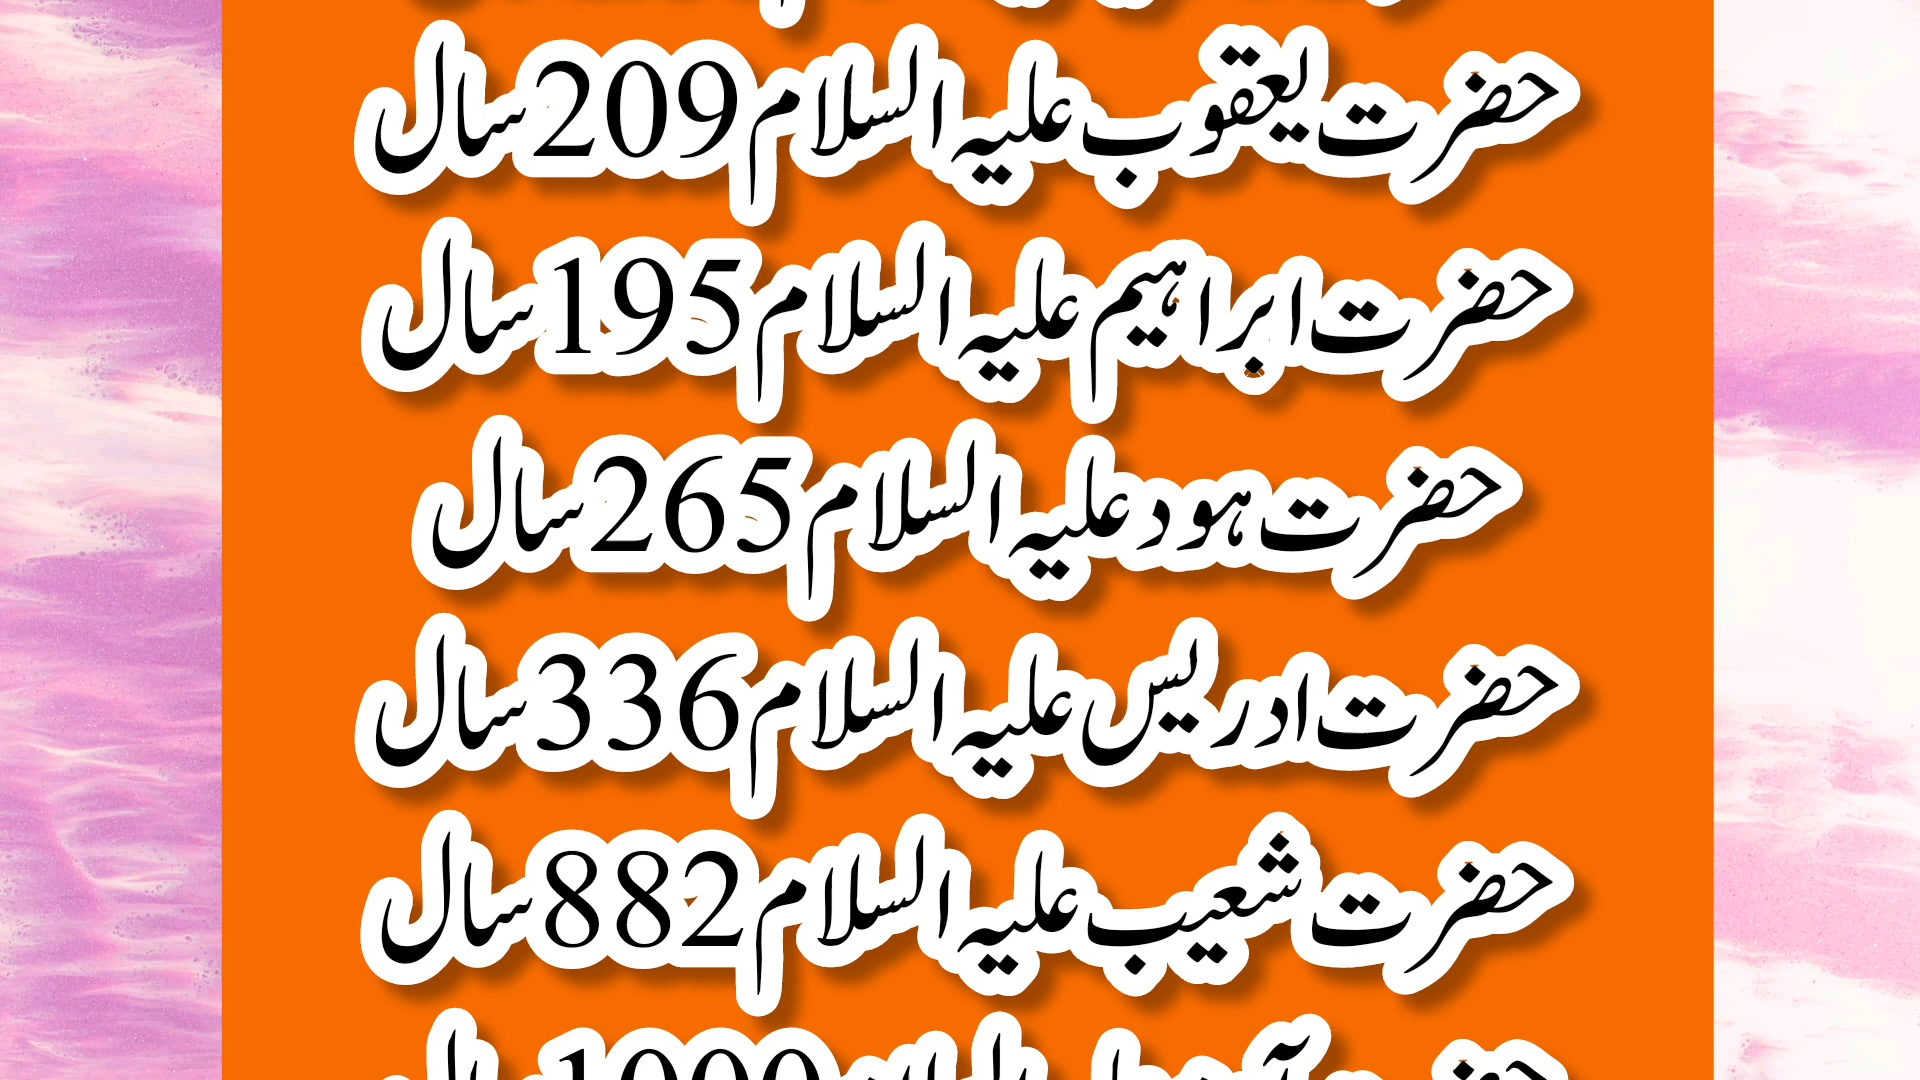 حضرت یعقوب علیہ السلام 209 سال
حضرت ابراہیم علیہ السلام 195 سال
حضرت ہود علیہ السلام 265 سال
حضرت ادریس علیہ السلام 336 سال
حضرت شعیب علیہ السلام 882 سال